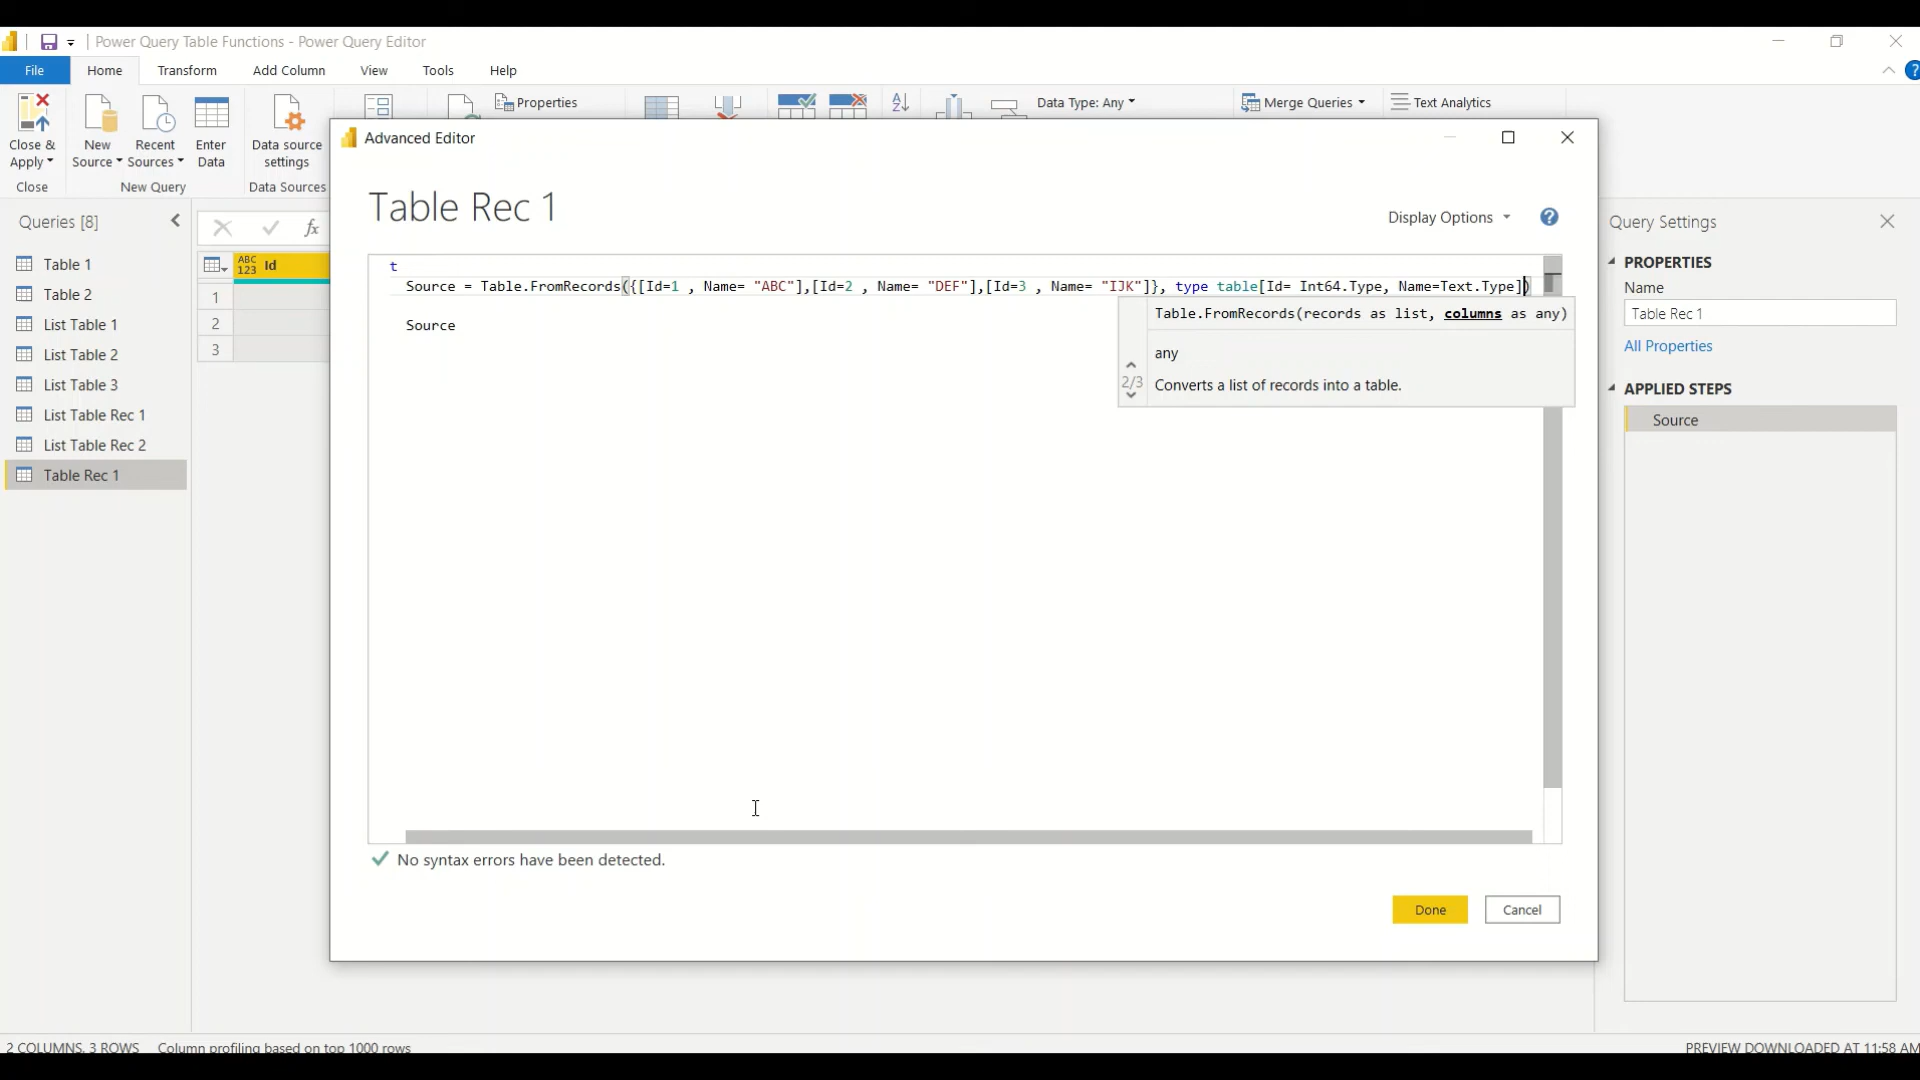 Power Query Table Functions - Power Query Editor
File Home Transform Add Column View Tools Help
Close & Apply
New Source
Recent Sources
Enter Data
Data source settings
Properties
Data Type: Any
Merge Queries
Text Analytics
Close
New Query
Data Sources
Queries [8]
Table 1
Table 2
List Table 1
List Table 2
List Table 3
List Table Rec 1
List Table Rec 2
Table Rec 1
fx
ABC 123 Id
1
2
3
Advanced Editor
Table Rec 1
Display Options
?
t
Source = Table.FromRecords({[Id=1 , Name= "ABC"],[Id=2 , Name= "DEF"],[Id=3 , Name= "IJK"]}, type table[Id= Int64.Type, Name=Text.Type])
Source
Table.FromRecords(records as list, columns as any)
any
2/3
Converts a list of records into a table.
No syntax errors have been detected.
Done
Cancel
Query Settings
PROPERTIES
Name
Table Rec 1
All Properties
APPLIED STEPS
Source
2 COLUMNS, 3 ROWS Column profiling based on top 1000 rows
PREVIEW DOWNLOADED AT 11:58 AM